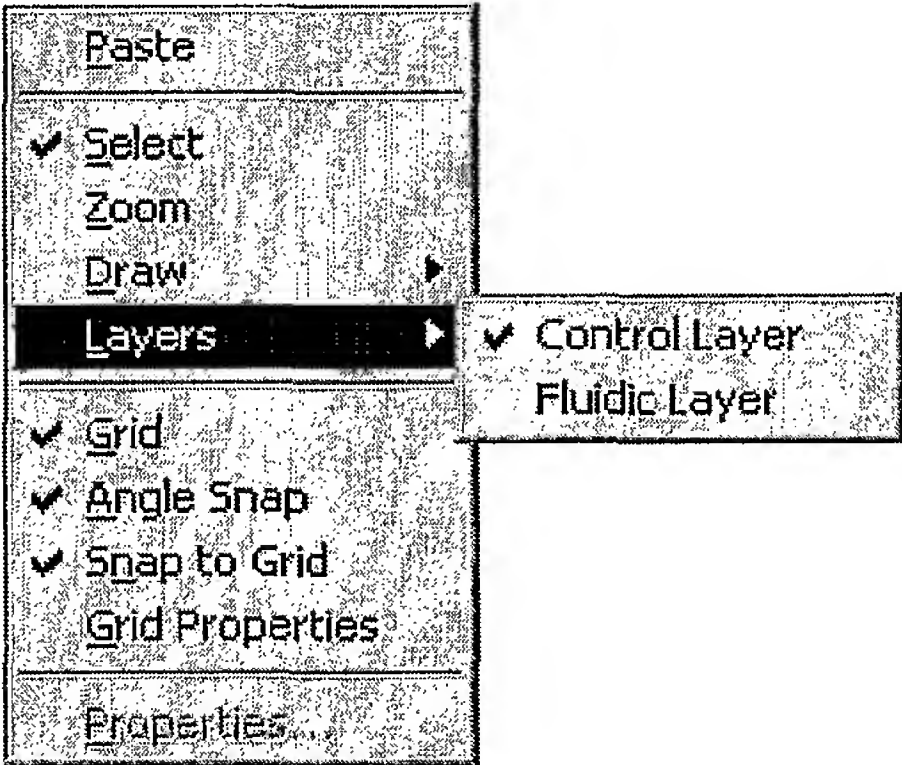 Paste
Select
Zoom
Draw
Layers
Control Layer
Fluidic Layer
Grid
Angle Snap
Snap to Grid
Grid Properties
Properties...